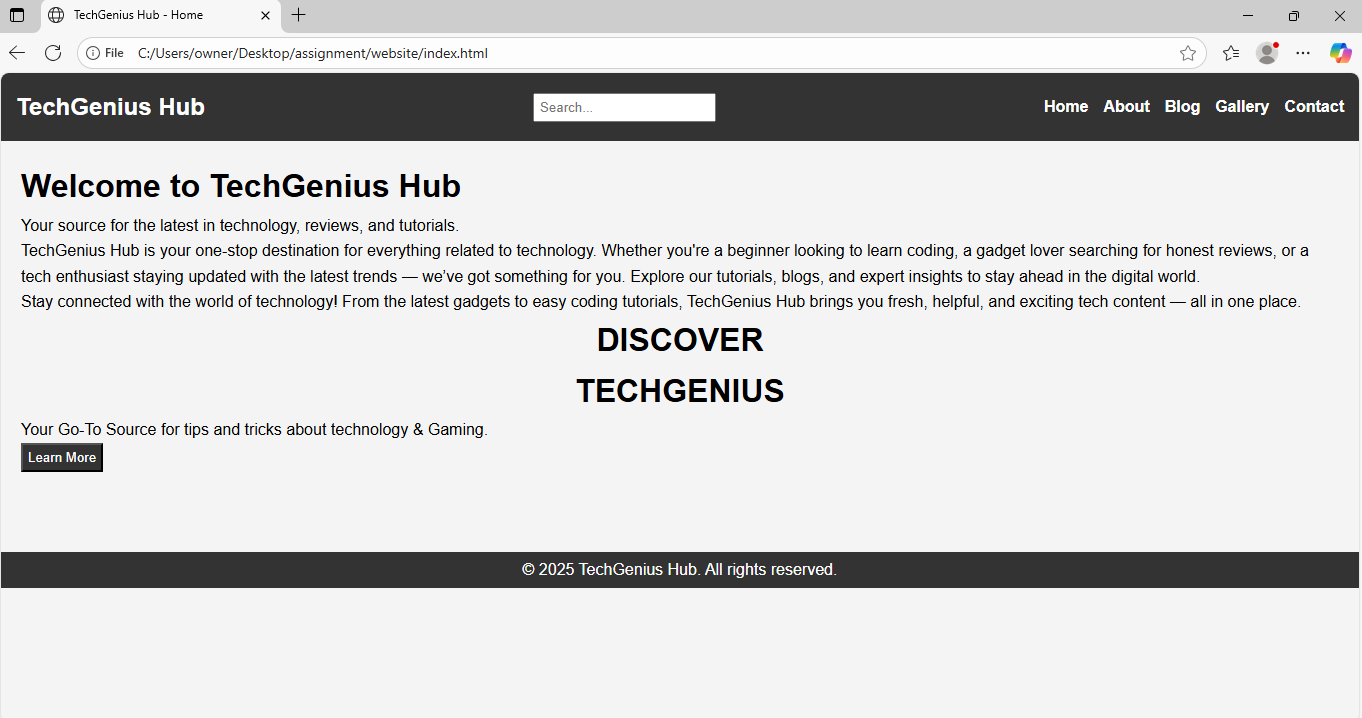 TechGenius Hub - Home
File C:/Users/owner/Desktop/assignment/website/index.html
TechGenius Hub Search... Home About Blog Gallery Contact
Welcome to TechGenius Hub
Your source for the latest in technology, reviews, and tutorials.
TechGenius Hub is your one-stop destination for everything related to technology. Whether you're a beginner looking to learn coding, a gadget lover searching for honest reviews, or a
tech enthusiast staying updated with the latest trends — we’ve got something for you. Explore our tutorials, blogs, and expert insights to stay ahead in the digital world.
Stay connected with the world of technology! From the latest gadgets to easy coding tutorials, TechGenius Hub brings you fresh, helpful, and exciting tech content — all in one place.
DISCOVER
TECHGENIUS
Your Go-To Source for tips and tricks about technology & Gaming.
Learn More
© 2025 TechGenius Hub. All rights reserved.